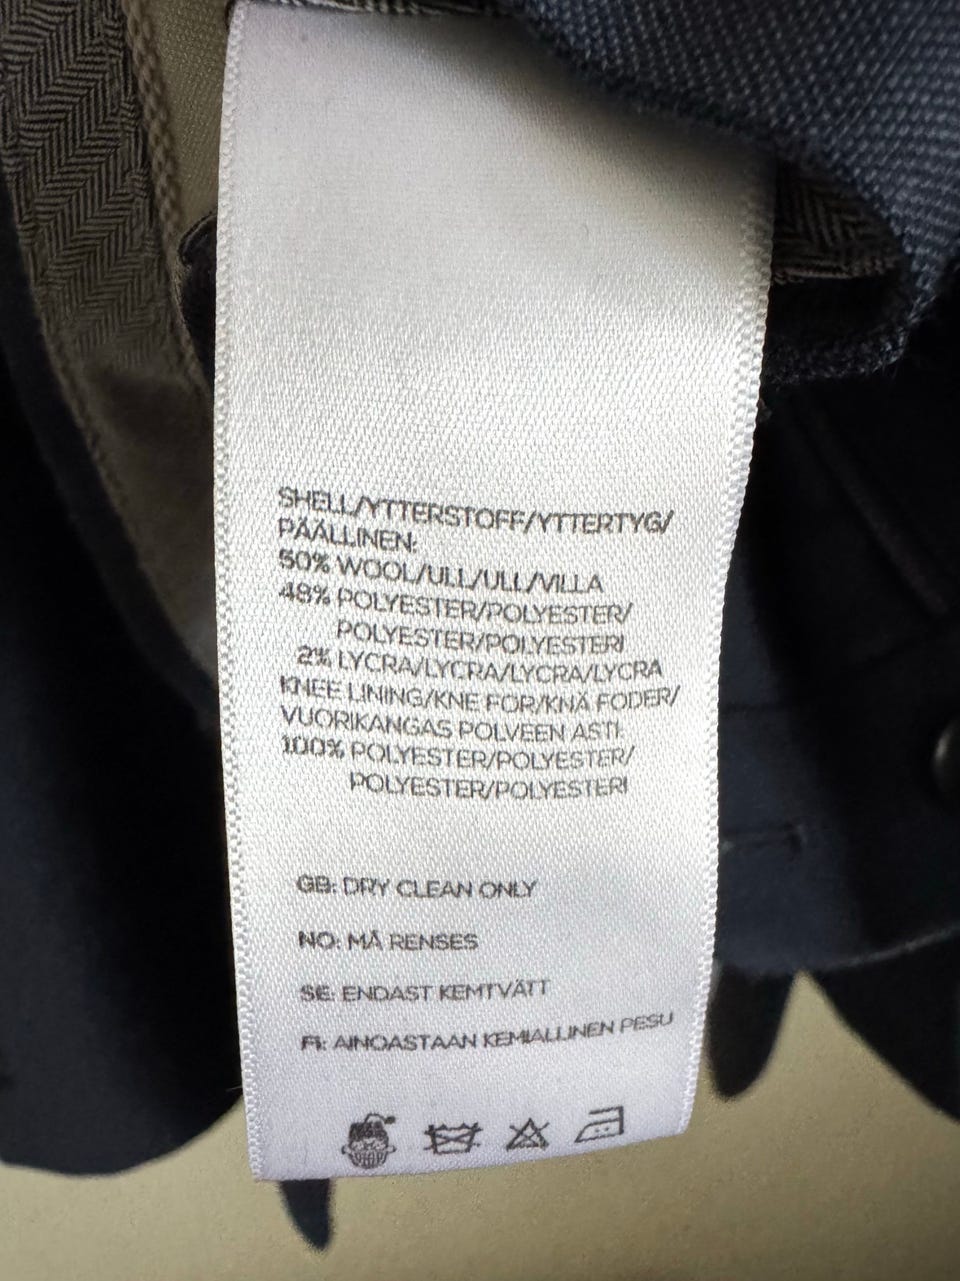 SHELL/YTTERSTOFF/YTTERTYG/
PÄÄLLINEN:
50% WOOL/ULL/ULL/VILLA
48% POLYESTER/POLYESTER/
POLYESTER/POLYESTERI
2% LYCRA/LYCRA/LYCRA/LYCRA
KNEE LINING/KNE FOR/KNÄ FODER/
VUORIKANGAS POLVEEN ASTI:
100% POLYESTER/POLYESTER/
POLYESTER/POLYESTERI
GB: DRY CLEAN ONLY
NO: MÅ RENSES
SE: ENDAST KEMTVÄTT
FI: AINOASTAAN KEMIALLINEN PESU